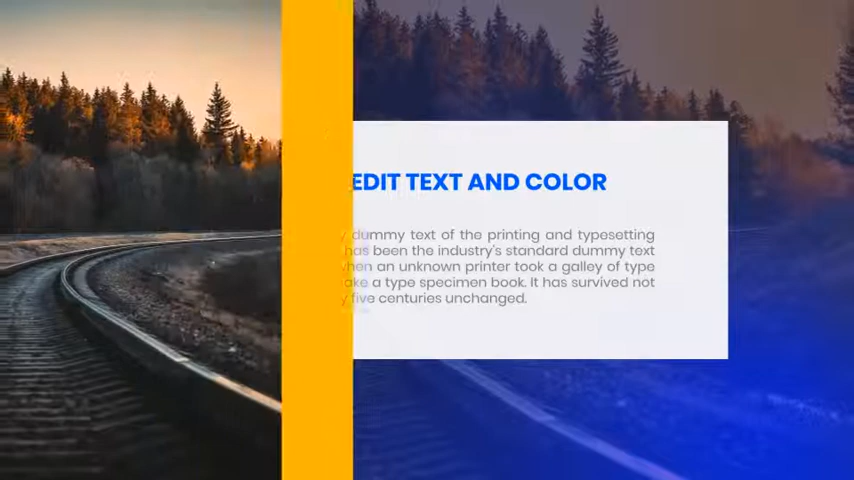 EDIT TEXT AND COLOR
dummy text of the printing and typesetting
has been the industry's standard dummy text
when an unknown printer took a galley of type
a type specimen book. It has survived not
five centuries unchanged.